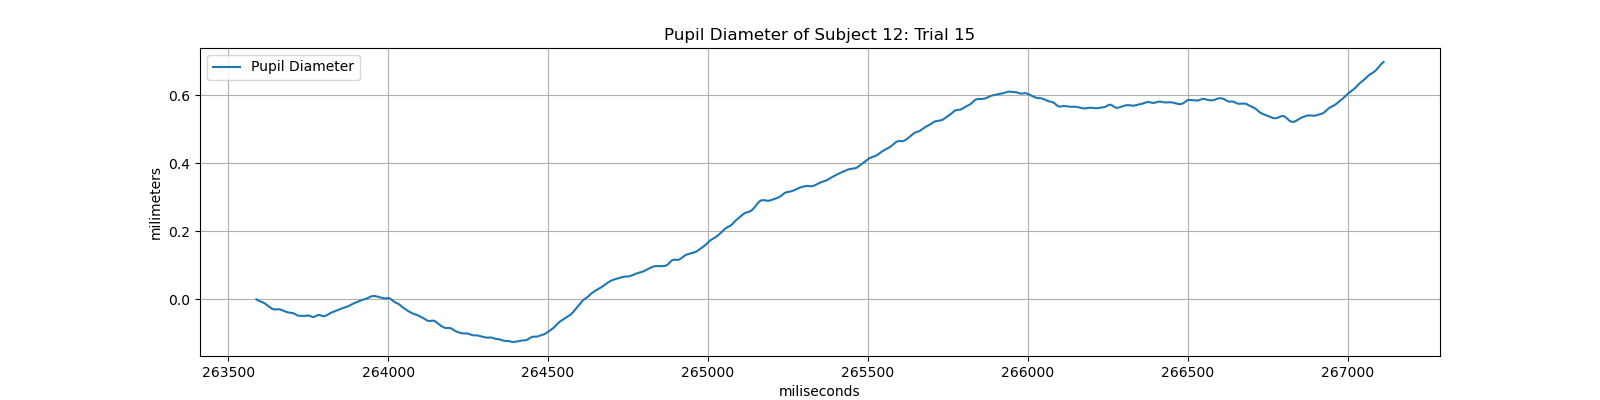 Pupil Diameter of Subject 12: Trial 15
Pupil Diameter
milimeters
0.6
0.4
0.2
0.0
263500 264000 264500 265000 265500 266000 266500 267000
miliseconds